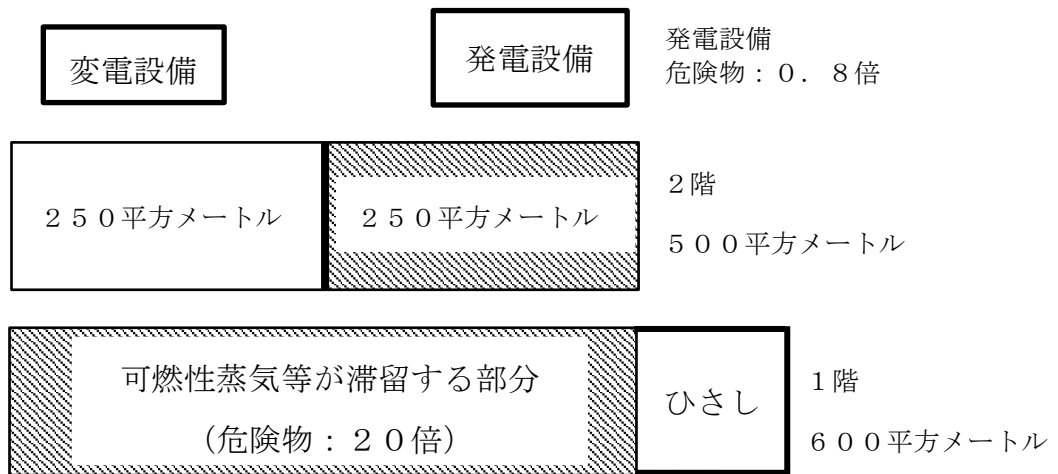 変電設備
発電設備
発電設備
危険物：０．８倍
２５０平方メートル
２５０平方メートル
２階
５００平方メートル
可燃性蒸気等が滞留する部分
（危険物：２０倍）
ひさし
１階
６００平方メートル